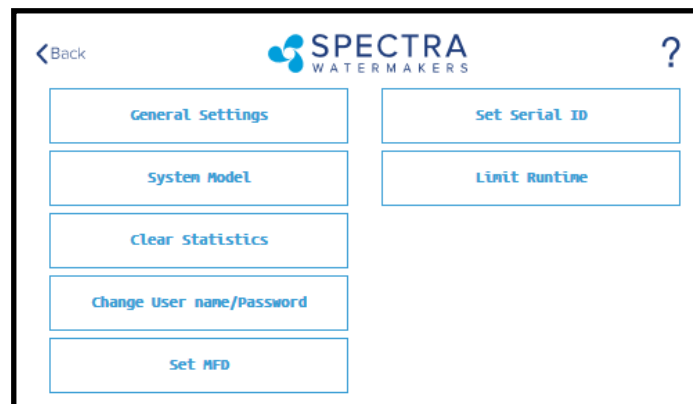 Back
SPECTRA
WATERMAKERS
?
General Settings
Set Serial ID
System Model
Limit Runtime
Clear Statistics
Change User name/Password
Set MFD